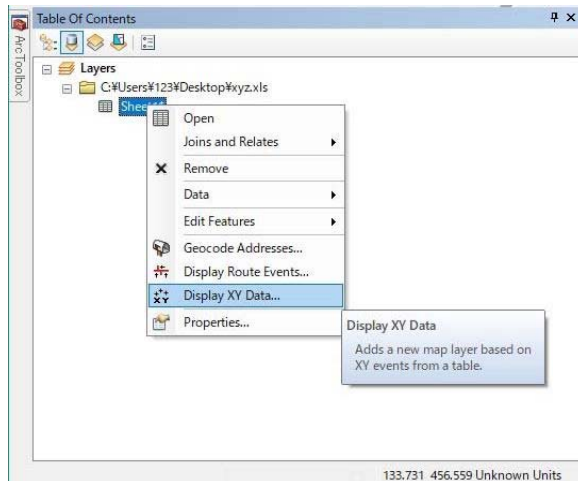 Table Of Contents
ArcToolbox
Layers
C:¥Users¥123¥Desktop¥xyz.xls
Open
Joins and Relates
Remove
Data
Edit Features
Geocode Addresses...
Display Route Events...
Display XY Data...
Properties...
Display XY Data
Adds a new map layer based on
XY events from a table.
133.731 456.559 Unknown Units